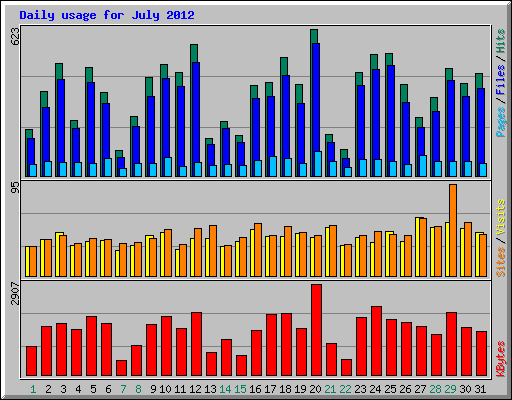 Daily usage for July 2012
623
Pages / Files / Hits
95
Sites / Visits
2907
KBytes
1 2 3 4 5 6 7 8 9 10 11 12 13 14 15 16 17 18 19 20 21 22 23 24 25 26 27 28 29 30 31